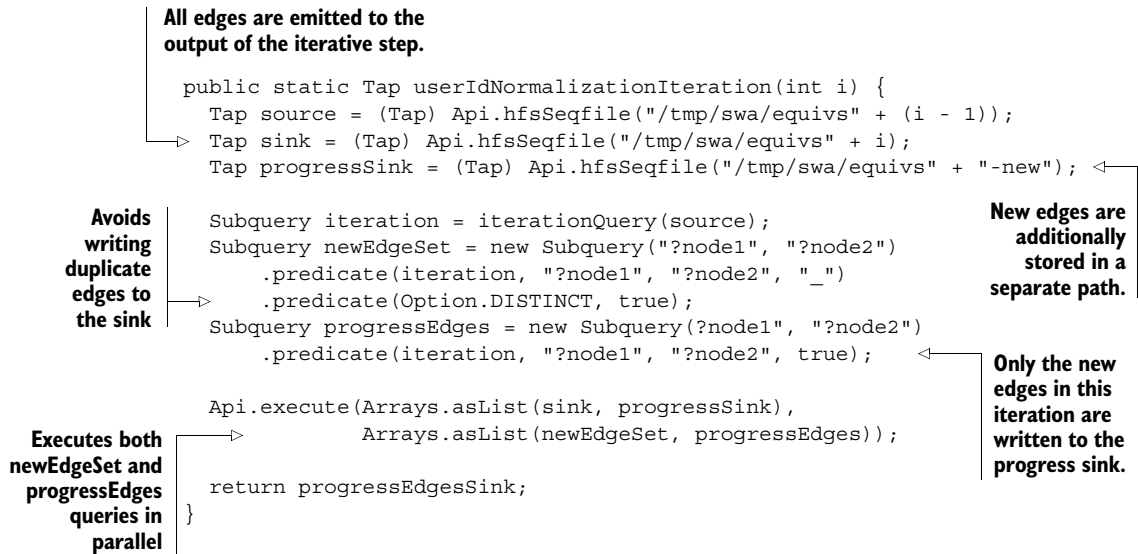 All edges are emitted to the
output of the iterative step.
public static Tap userIdNormalizationIteration(int i) {
Tap source = (Tap) Api.hfsSeqfile("/tmp/swa/equivs" + (i - 1));
Tap sink = (Tap) Api.hfsSeqfile("/tmp/swa/equivs" + i);
Tap progressSink = (Tap) Api.hfsSeqfile("/tmp/swa/equivs" + "-new");
New edges are
additionally
stored in a
separate path.
Subquery iteration = iterationQuery(source);
Subquery newEdgeSet = new Subquery("?node1", "?node2")
.predicate(iteration, "?node1", "?node2", "_")
.predicate(Option.DISTINCT, true);
Avoids
writing
duplicate
edges to
the sink
Subquery progressEdges = new Subquery(?node1", "?node2")
.predicate(iteration, "?node1", "?node2", true);
Only the new
edges in this
iteration are
written to the
progress sink.
Api.execute(Arrays.asList(sink, progressSink),
Arrays.asList(newEdgeSet, progressEdges));
Executes both
newEdgeSet and
progressEdges
queries in
parallel
return progressEdgesSink;
}